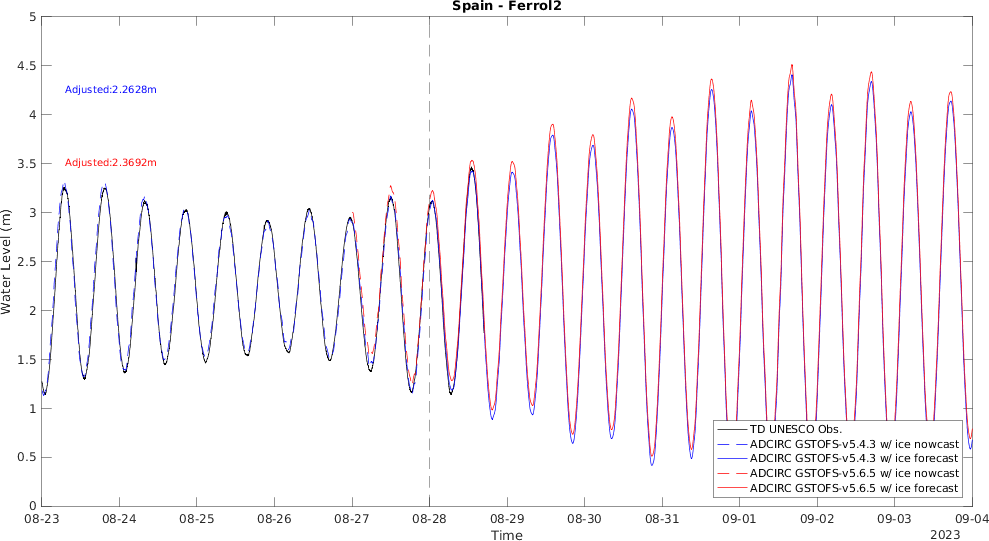 Spain - Ferrol2
5
4.5
4
3.5
3
2.5
2
1.5
1
0.5
0
Water Level (m)
Adjusted:2.2628m
Adjusted:2.3692m
TD UNESCO Obs.
ADCIRC GSTOFS-v5.4.3 w/ ice nowcast
ADCIRC GSTOFS-v5.4.3 w/ ice forecast
ADCIRC GSTOFS-v5.6.5 w/ ice nowcast
ADCIRC GSTOFS-v5.6.5 w/ ice forecast
08-23 08-24 08-25 08-26 08-27 08-28 08-29 08-30 08-31 09-01 09-02 09-03 09-04
Time
2023